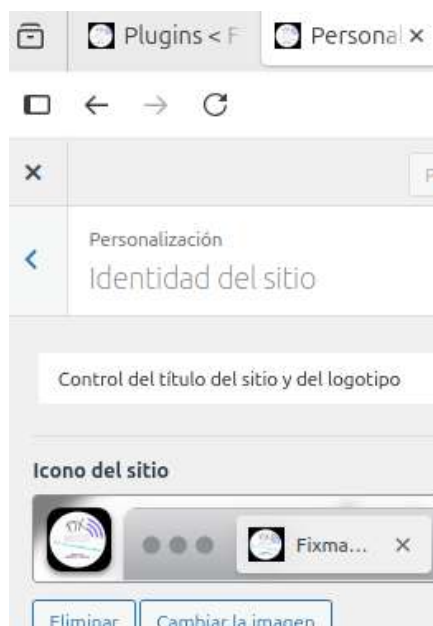 Plugins < F
Personal
Personalización
Identidad del sitio
Control del título del sitio y del logotipo
Icono del sitio
Fixma...
Eliminar
Cambiar la imagen